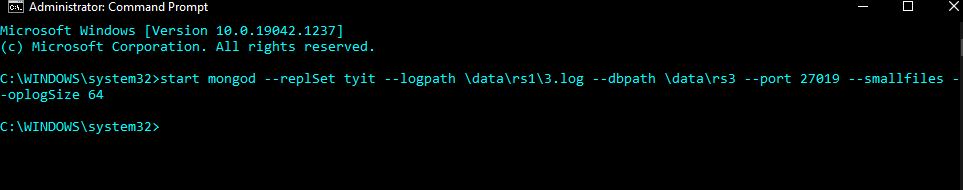 Administrator: Command Prompt
Microsoft Windows [Version 10.0.19042.1237]
(c) Microsoft Corporation. All rights reserved.
C:\WINDOWS\system32>start mongod --replSet tyit --logpath \data\rs1\3.log --dbpath \data\rs3 --port 27019 --smallfiles -
-oplogSize 64
C:\WINDOWS\system32>